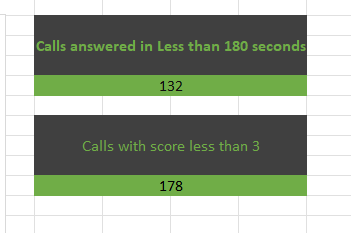 Calls answered in Less than 180 seconds
132
Calls with score less than 3
178